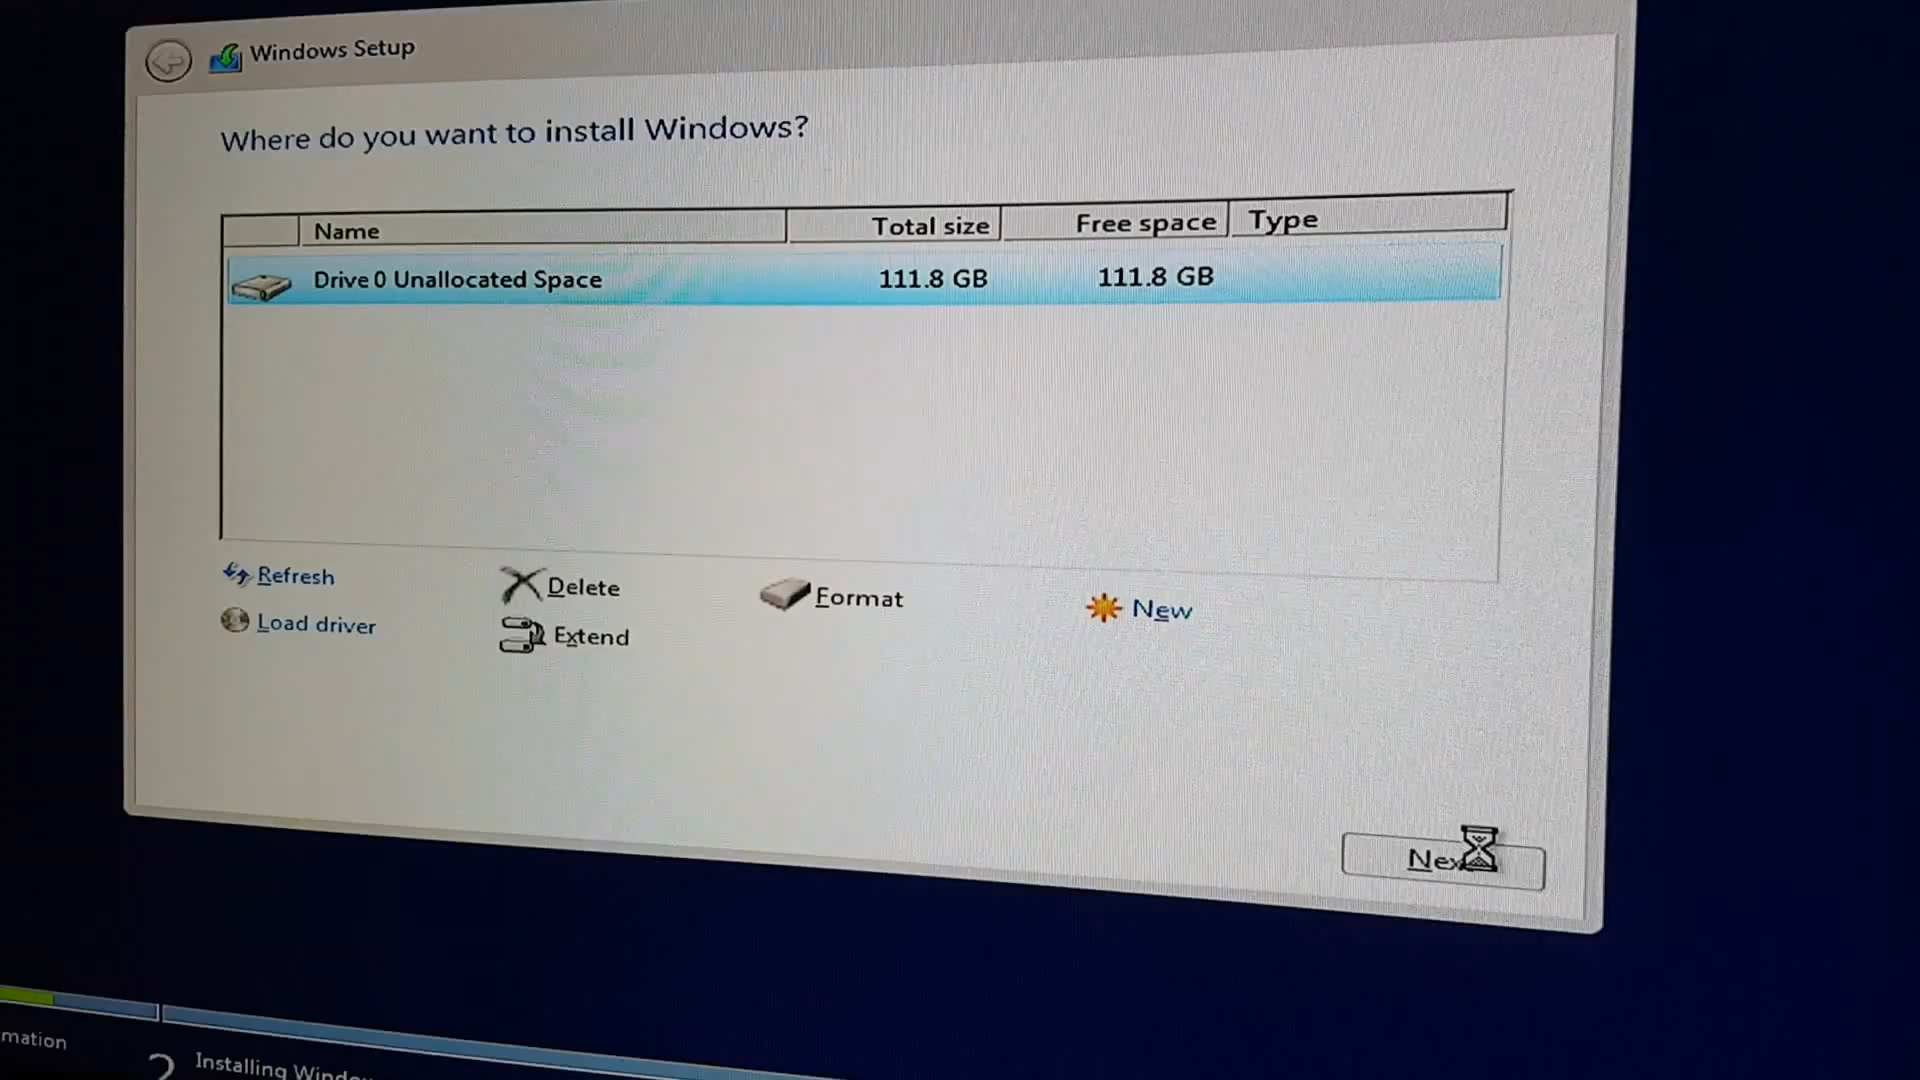 Windows Setup
Where do you want to install Windows?
Name Total size Free space Type
Drive 0 Unallocated Space 111.8 GB 111.8 GB
Refresh Delete Format New
Load driver Extend
2 Installing